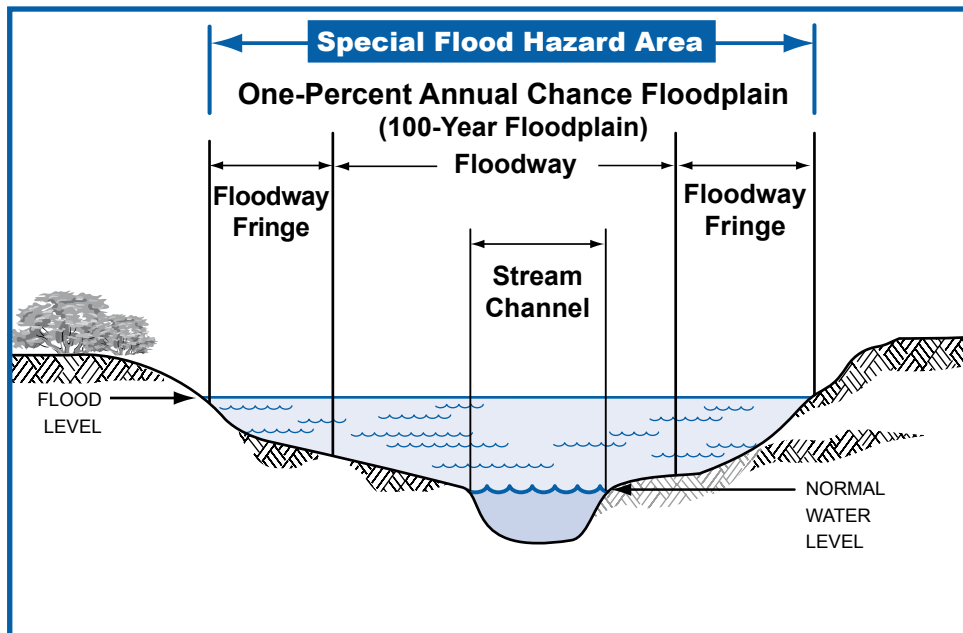 Special Flood Hazard Area
One-Percent Annual Chance Floodplain
(100-Year Floodplain)
Floodway
Floodway
Fringe
Floodway
Fringe
Stream
Channel
FLOOD
LEVEL
NORMAL
WATER
LEVEL